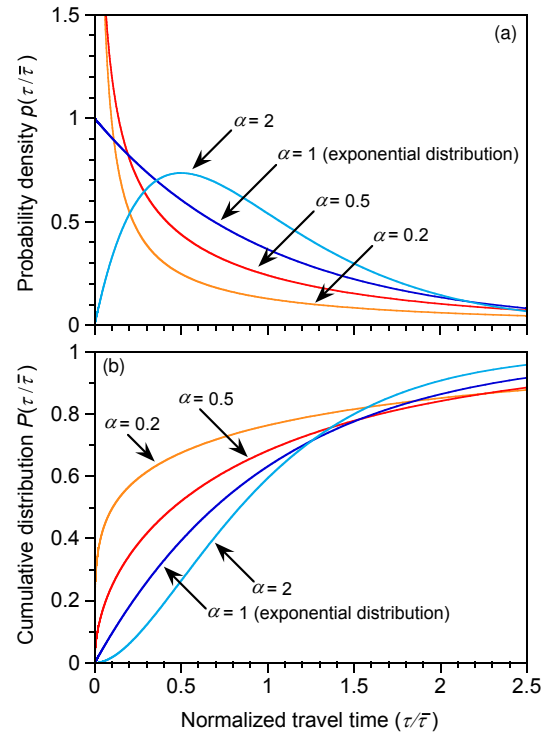 Probability density p(τ/τ̄)
1.5
1
0.5
0
(a)
α = 2
α = 1 (exponential distribution)
α = 0.5
α = 0.2
Cumulative distribution P(τ/τ̄)
1
0.8
0.6
0.4
0.2
0
(b)
α = 0.5
α = 0.2
α = 2
α = 1 (exponential distribution)
0 0.5 1 1.5 2 2.5
Normalized travel time (τ/τ̄)